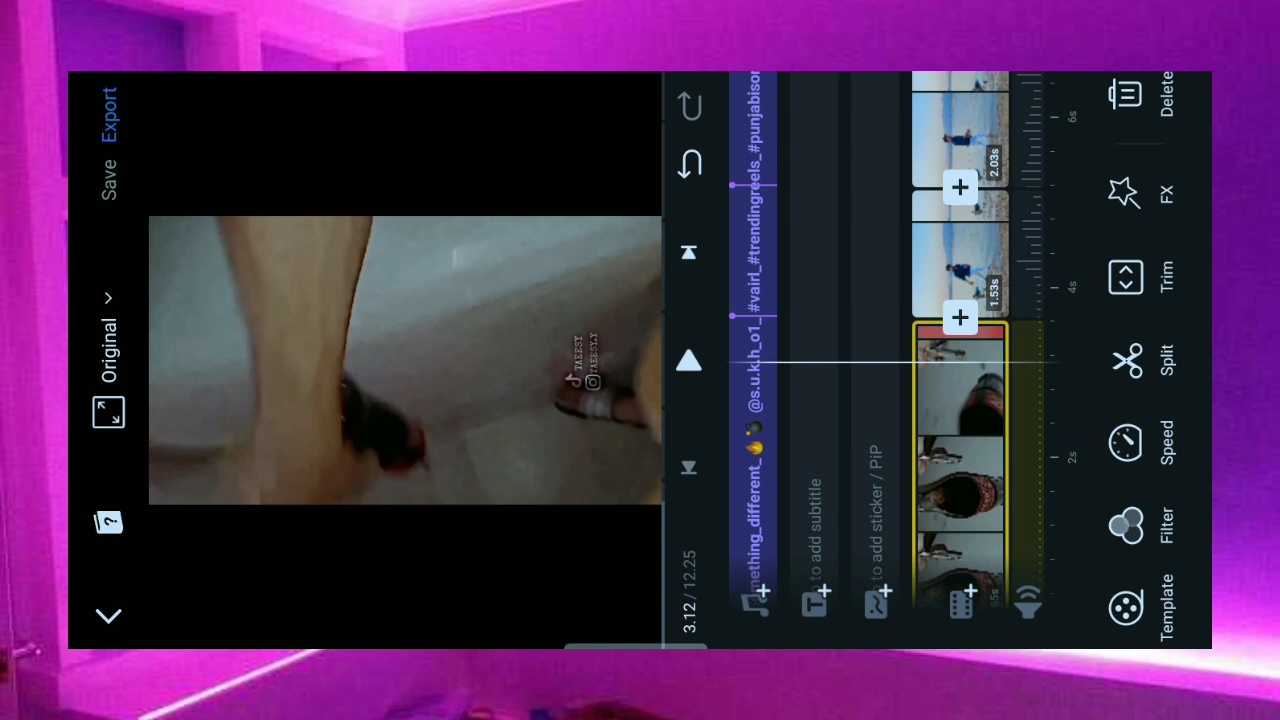 Original
Save
Export
TAEESY
TAEESY.Y
3.12 / 12.25
mething_different_🔥💣 @s.u.k.h_o1_ #vairl_#trendingreels_#punjabison
to add subtitle
to add sticker / PiP
1.53s
2.03s
2s
4s
6s
Template
Filter
Speed
Split
Trim
FX
Delete